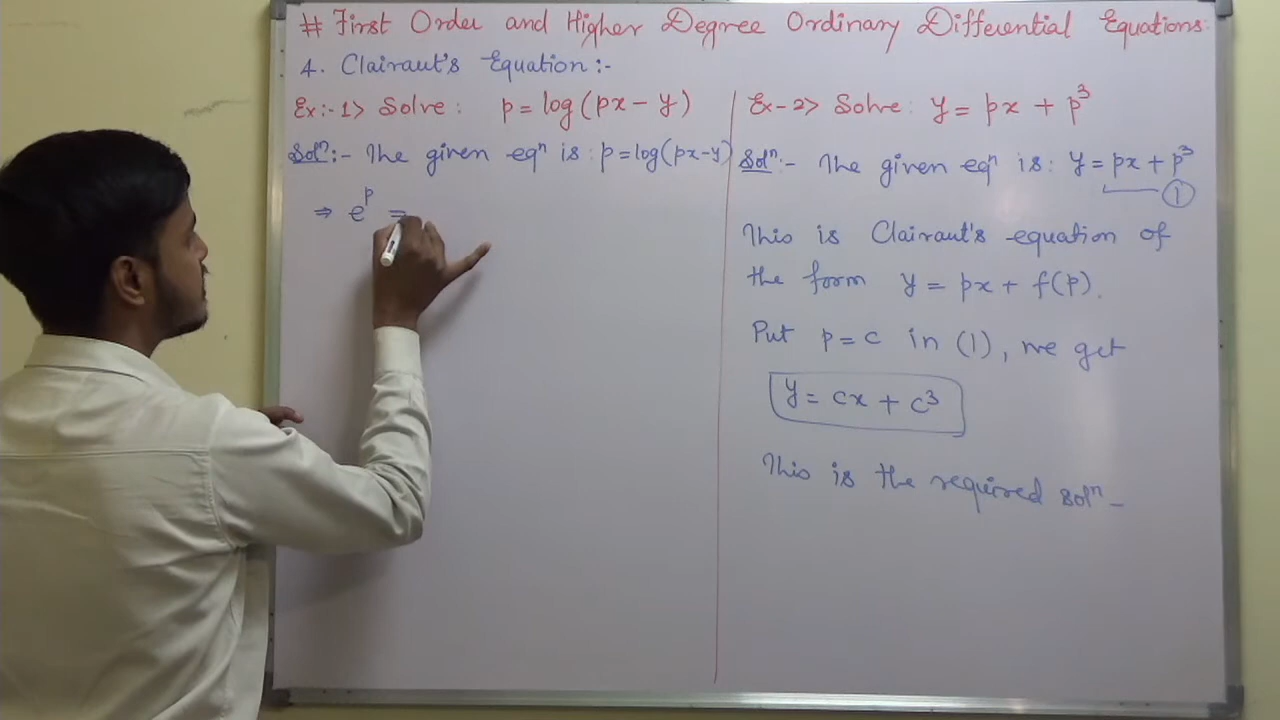 # First Order and Higher Degree Ordinary Differential Equations:
4. Clairaut's Equation:-
Ex:-1> Solve: p = log(px - y)
Solⁿ:- The given eqⁿ is: p = log(px-y)
⇒ eᵖ =
Ex-2> Solve: y = px + p³
Solⁿ:- The given eqⁿ is: y = px + p³
①
This is Clairaut's equation of
the form y = px + f(p).
Put p = c in (1), we get
y = cx + c³
This is the required solⁿ-